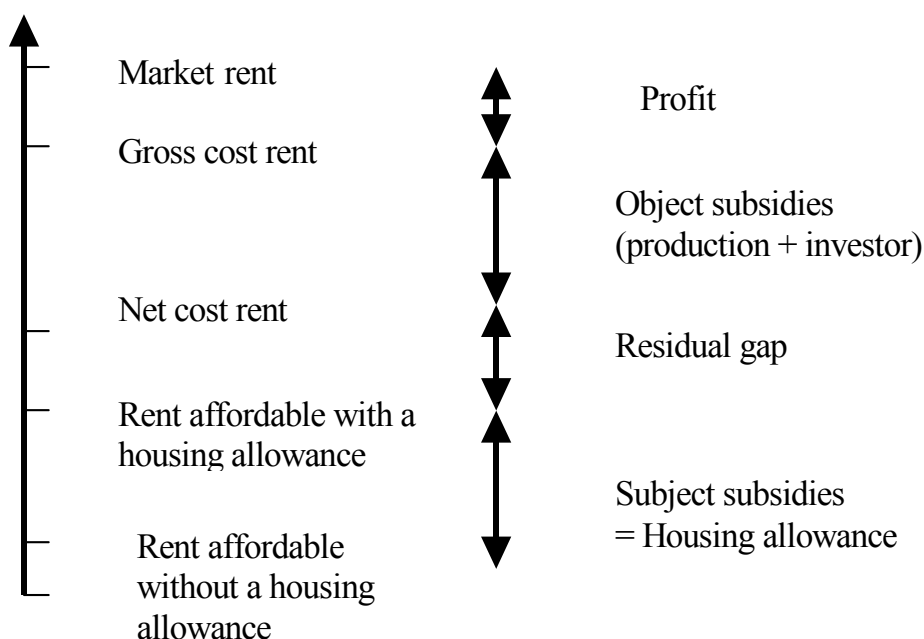 Market rent
Profit
Gross cost rent
Object subsidies
(production + investor)
Net cost rent
Residual gap
Rent affordable with a
housing allowance
Subject subsidies
= Housing allowance
Rent affordable
without a housing
allowance